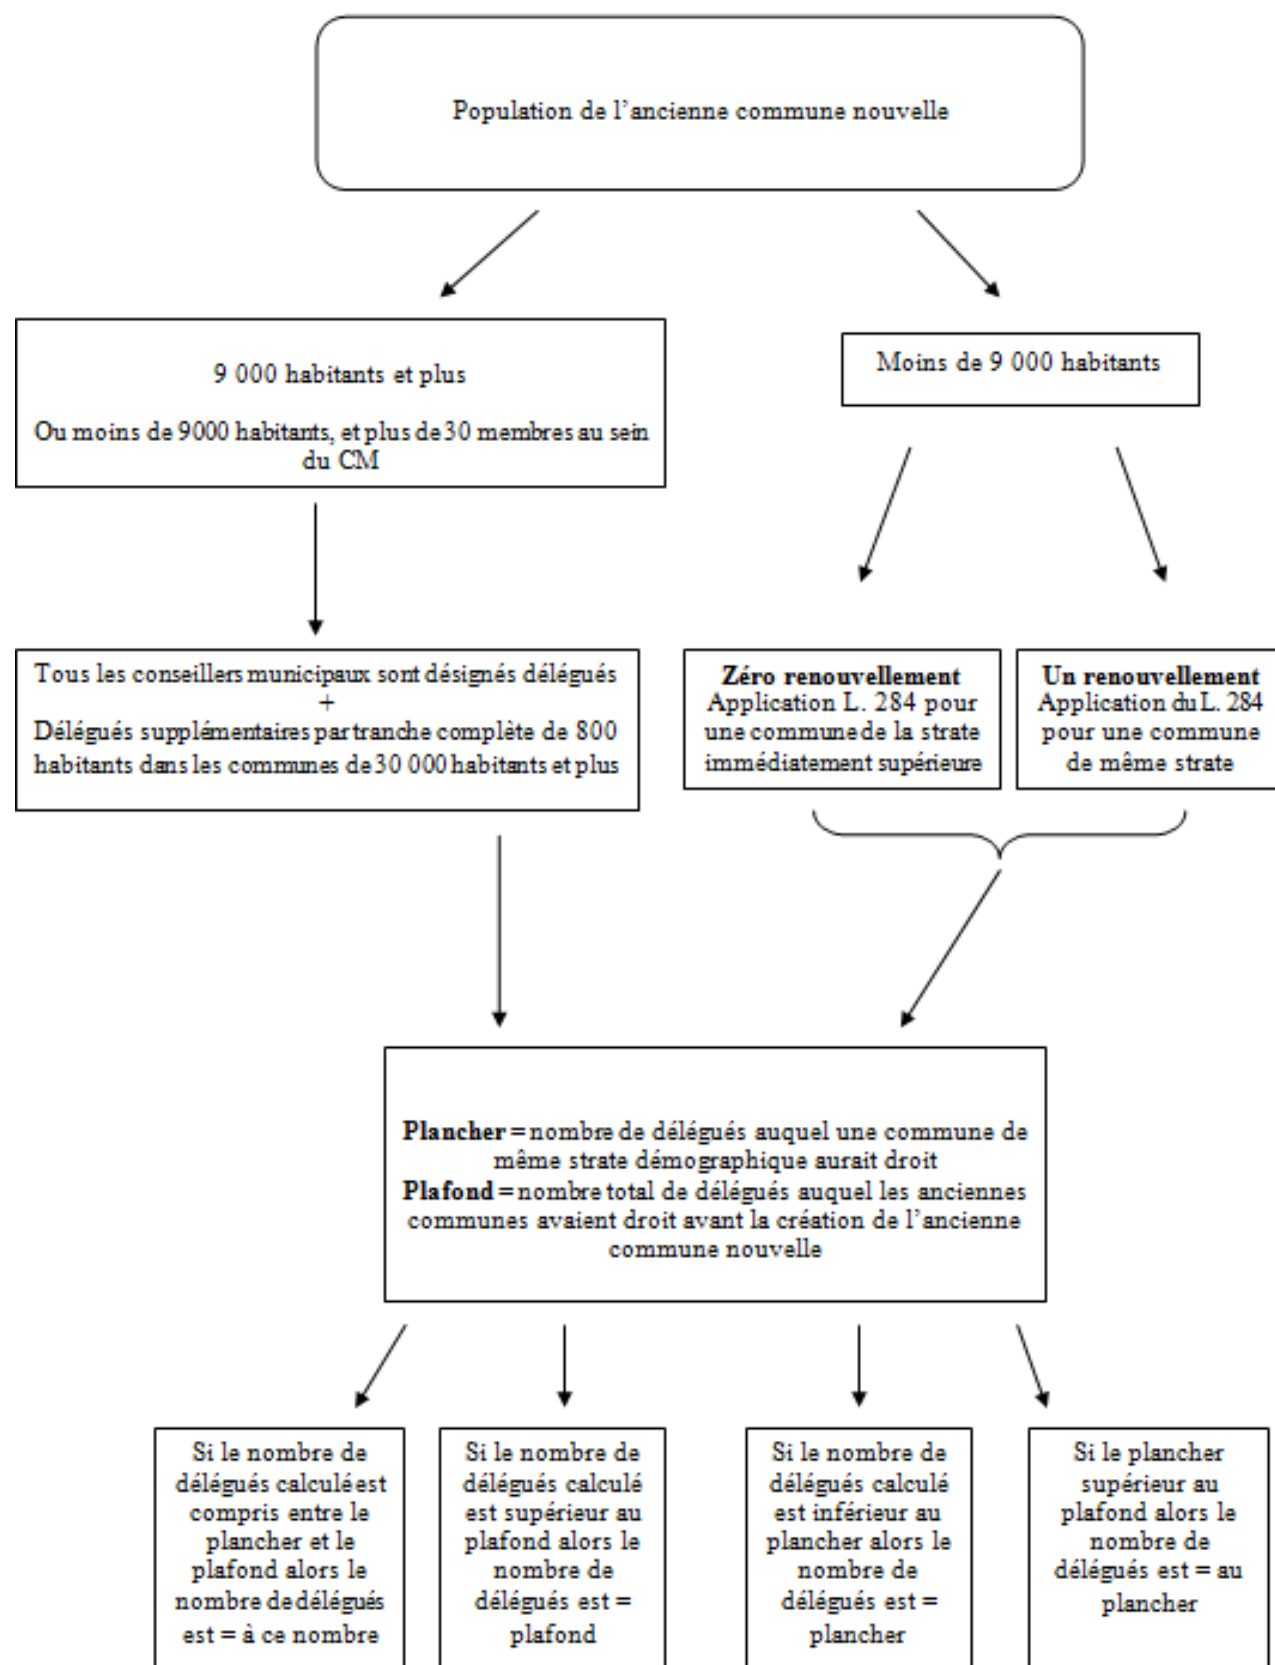 Population de l’ancienne commune nouvelle
9 000 habitants et plus
Ou moins de 9000 habitants, et plus de 30 membres au sein
du CM
Moins de 9 000 habitants
Tous les conseillers municipaux sont désignés délégués
+
Délégués supplémentaires par tranche complète de 800
habitants dans les communes de 30 000 habitants et plus
Zéro renouvellement
Application L. 284 pour
une commune de la strate
immédiatement supérieure
Un renouvellement
Application du L. 284
pour une commune
de même strate
Plancher = nombre de délégués auquel une commune de
même strate démographique aurait droit
Plafond = nombre total de délégués auquel les anciennes
communes avaient droit avant la création de l’ancienne
commune nouvelle
Si le nombre de
délégués calculé est
compris entre le
plancher et le
plafond alors le
nombre de délégués
est = à ce nombre
Si le nombre de
délégués calculé
est supérieur au
plafond alors le
nombre de
délégués est =
plafond
Si le nombre de
délégués calculé
est inférieur au
plancher alors le
nombre de
délégués est =
plancher
Si le plancher
supérieur au
plafond alors le
nombre de
délégués est = au
plancher